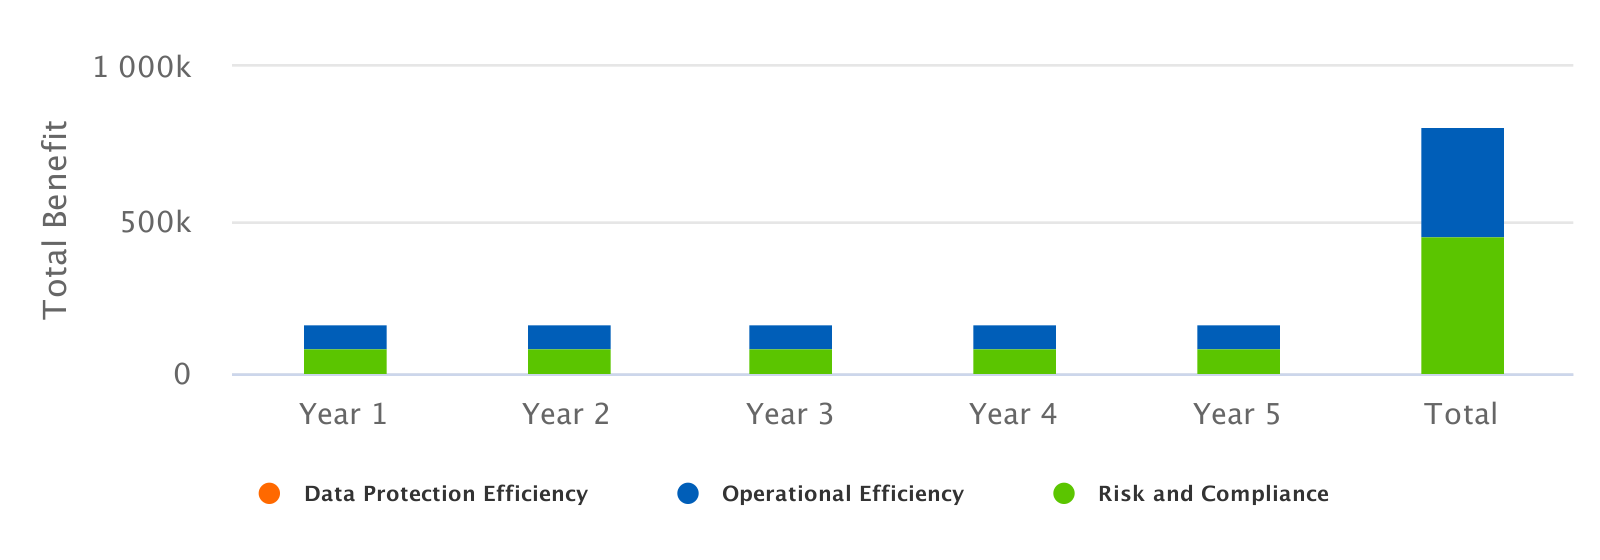 1 000k
500k
0
Total Benefit
Year 1 Year 2 Year 3 Year 4 Year 5 Total
Data Protection Efficiency Operational Efficiency Risk and Compliance